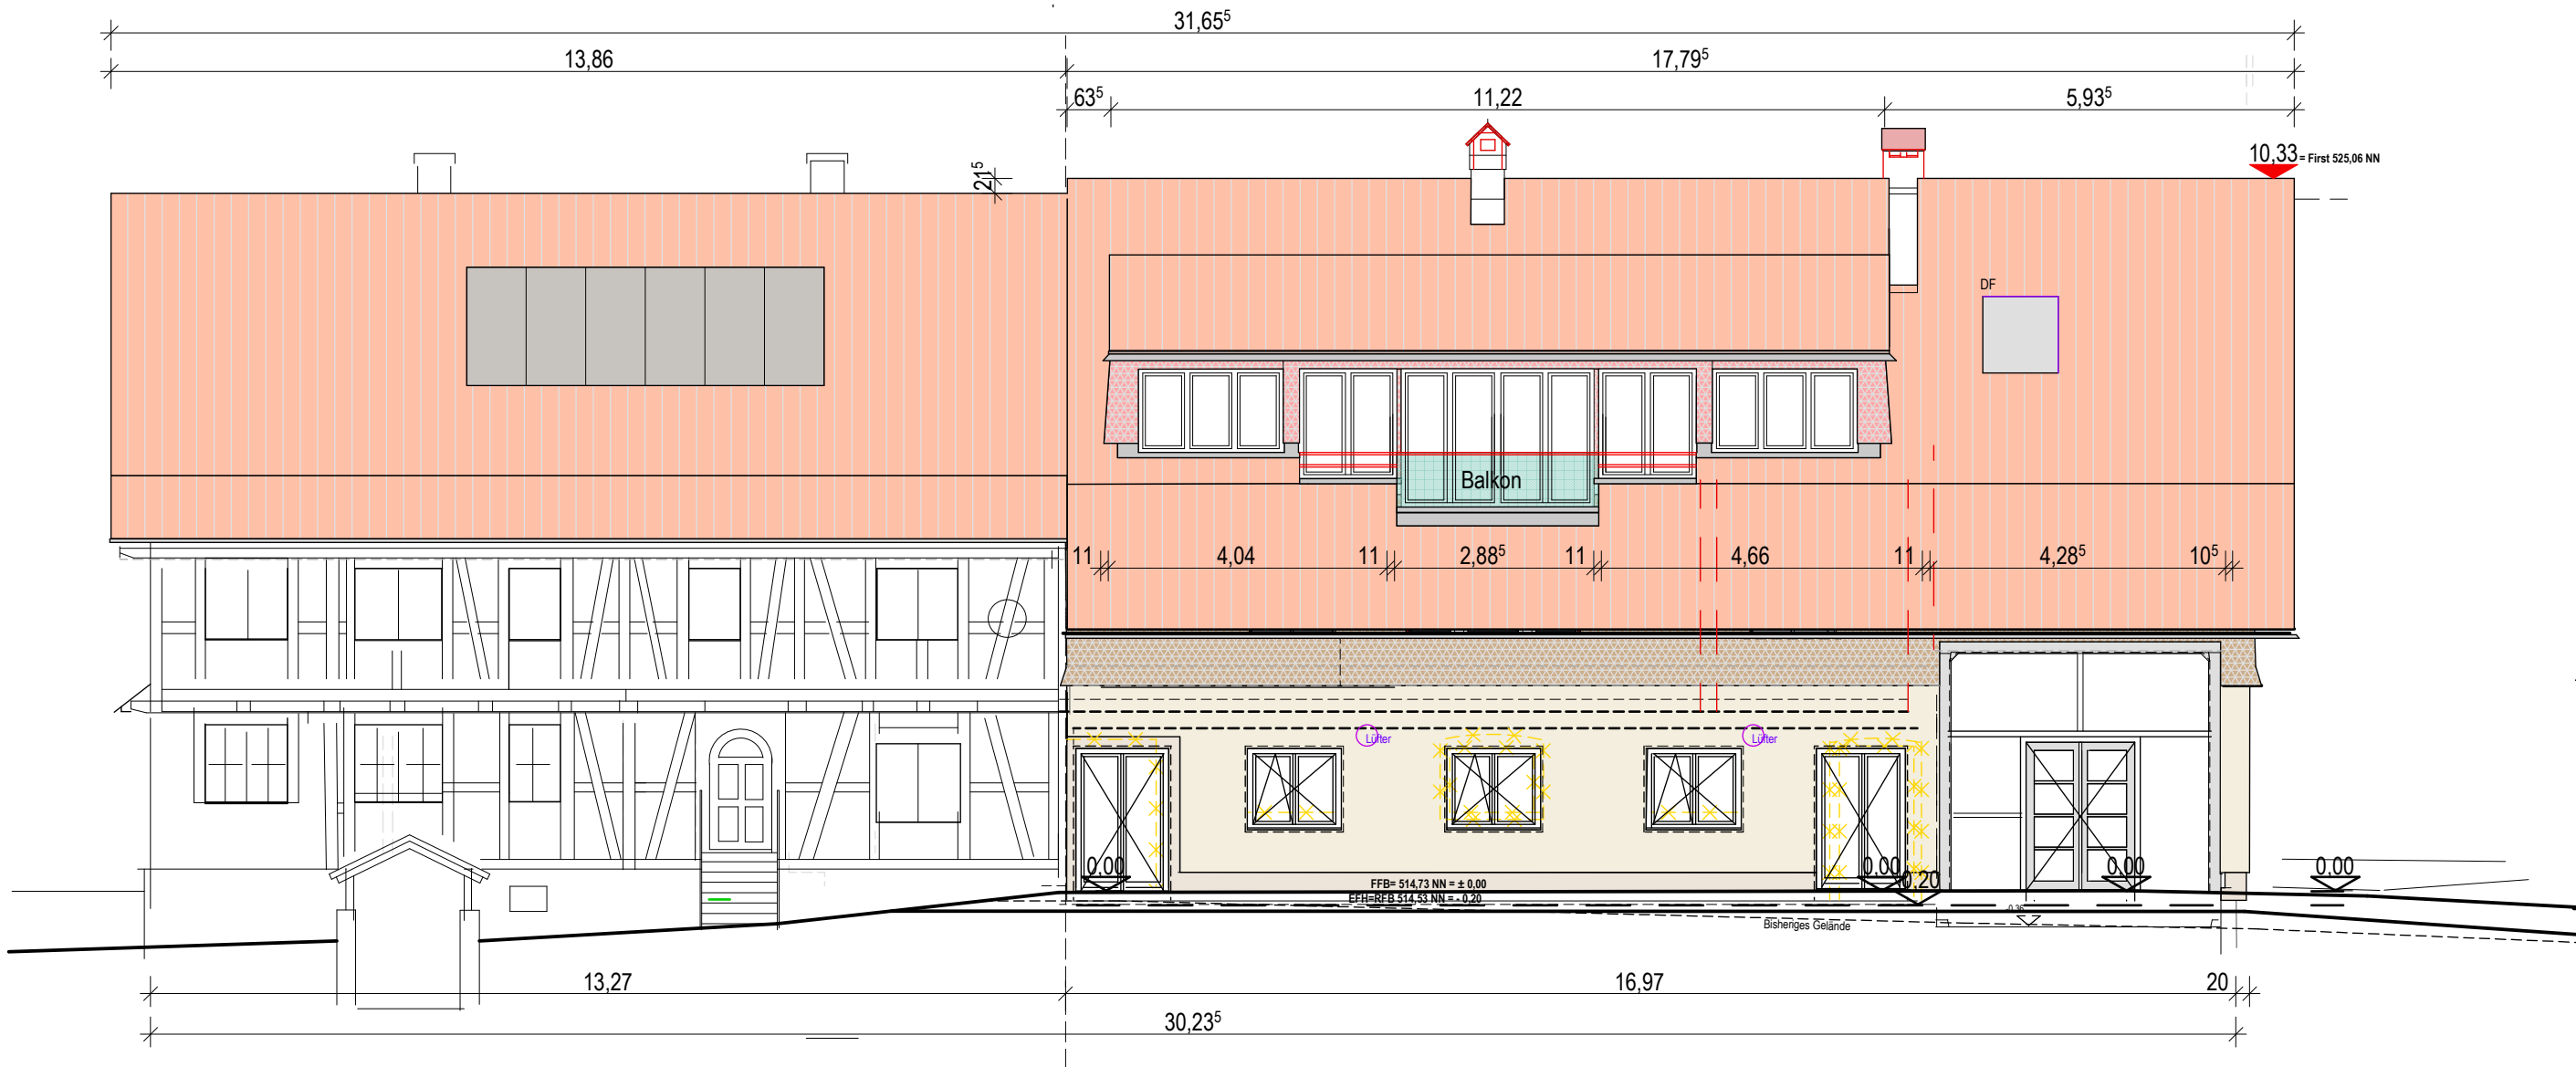 31,65⁵
13,86 17,79⁵
63⁵ 11,22 5,93⁵
21⁵
10,33 = First 525,06 NN
DF
Balkon
11 4,04 11 2,88⁵ 11 4,66 11 4,28⁵ 10⁵
Lüfter Lüfter
0,00 0,00 0,00 0,00
FFB= 514,73 NN = ± 0,00
EFH=RFB 514,53 NN = - 0,20
-0,20
-0,36
Bisheriges Gelände
13,27 16,97 20
30,23⁵